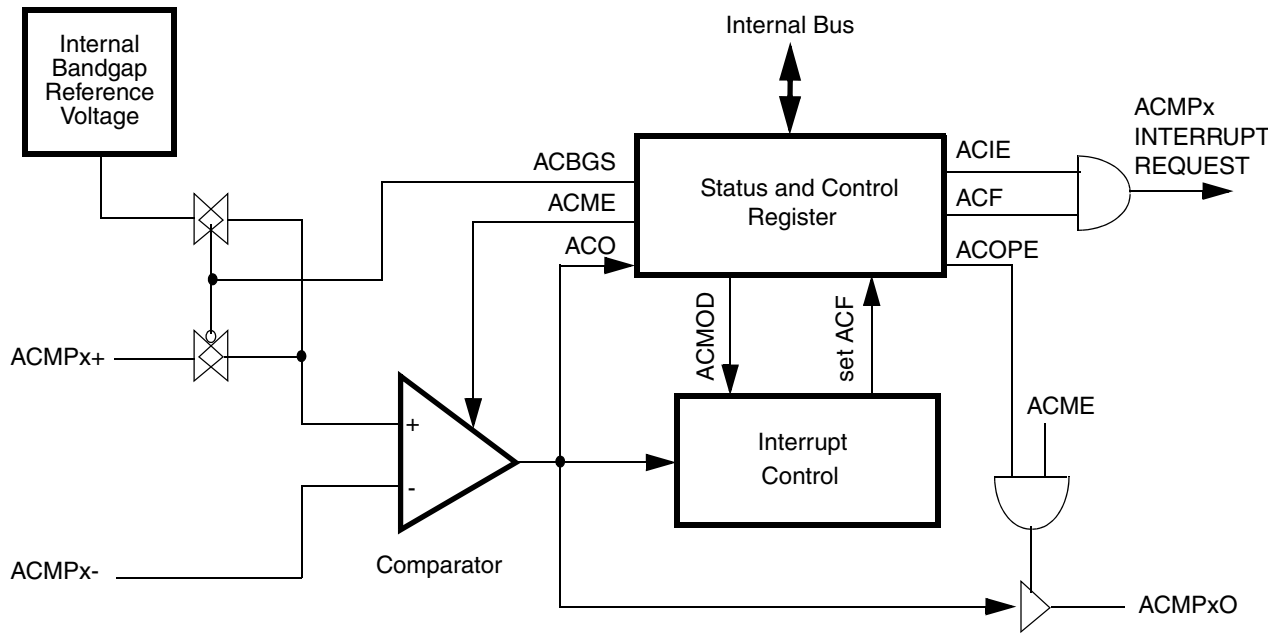 Internal
Bandgap
Reference
Voltage
Internal Bus
ACMPx
INTERRUPT
REQUEST
ACBGS
ACME
ACO
Status and Control
Register
ACIE
ACF
ACOPE
ACMOD
set ACF
ACMPx+
+
-
Comparator
Interrupt
Control
ACME
ACMPx-
ACMPxO